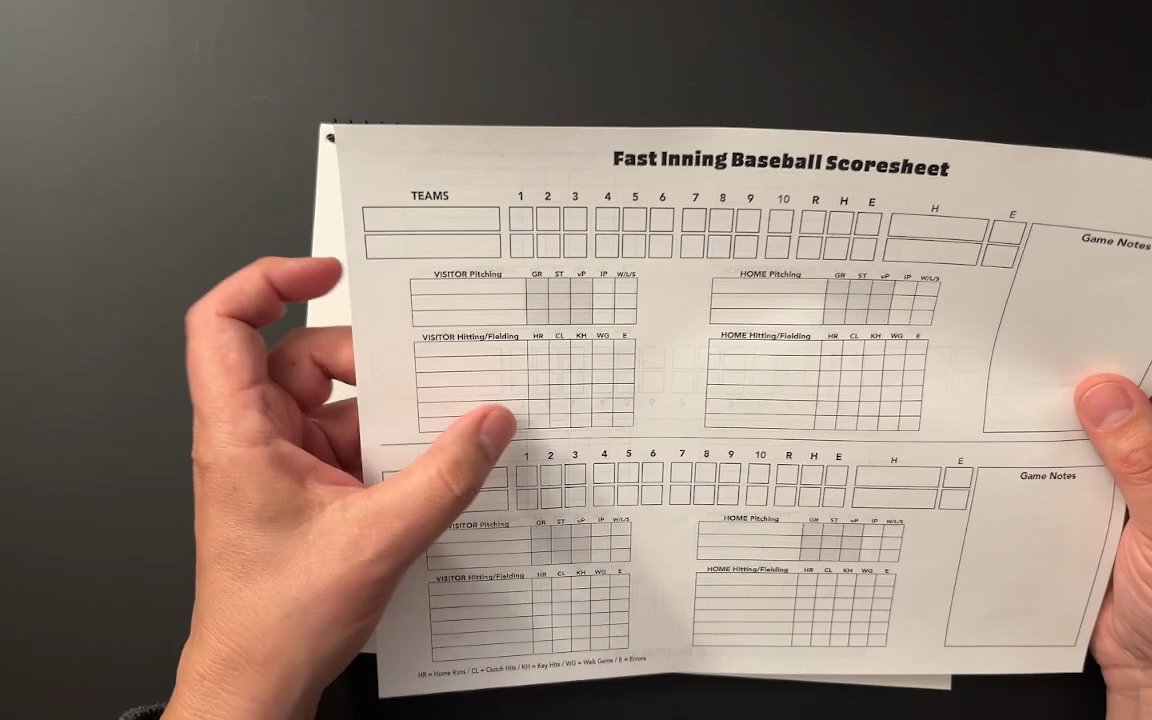 Fast Inning Baseball Scoresheet
TEAMS 1 2 3 4 5 6 7 8 9 10 R H E H E
Game Notes
VISITOR Pitching GR ST vP IP W/L/S HOME Pitching GR ST vP IP W/L/S
VISITOR Hitting/Fielding HR CL KH WG E HOME Hitting/Fielding HR CL KH WG E
1 2 3 4 5 6 7 8 9 10 R H E H E
Game Notes
VISITOR Pitching GR ST vP IP W/L/S HOME Pitching GR ST vP IP W/L/S
VISITOR Hitting/Fielding HR CL KH WG E HOME Hitting/Fielding HR CL KH WG E
HR = Home Runs / CL = Clutch Hits / KH = Key Hits / WG = Web Gems / E = Errors